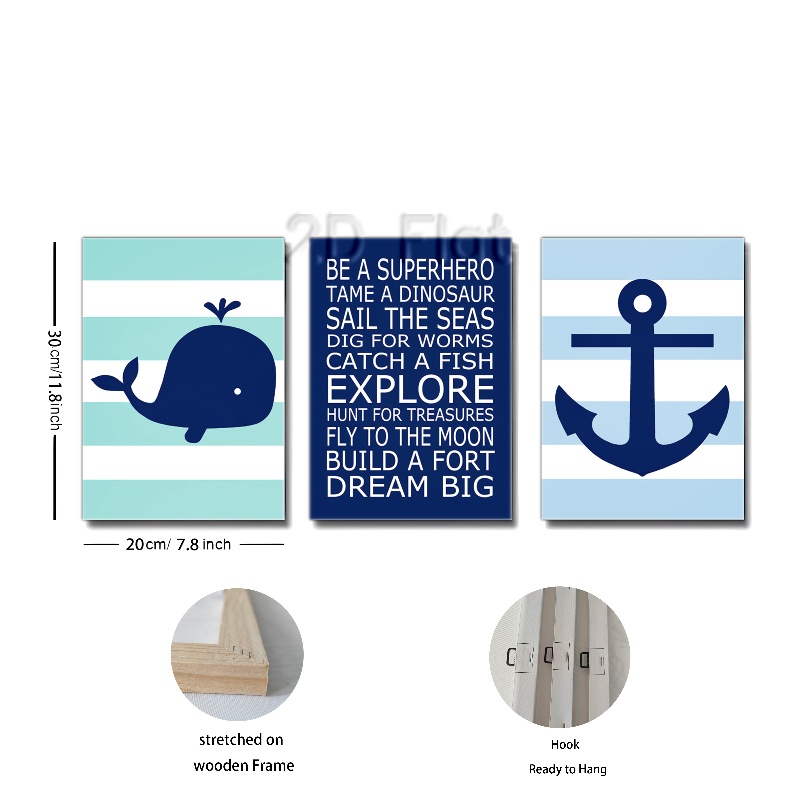 2D Flat
BE A SUPERHERO
TAME A DINOSAUR
SAIL THE SEAS
DIG FOR WORMS
CATCH A FISH
EXPLORE
HUNT FOR TREASURES
FLY TO THE MOON
BUILD A FORT
DREAM BIG
30cm/11.8inch
20cm/ 7.8 inch
stretched on
wooden Frame
Hook
Ready to Hang